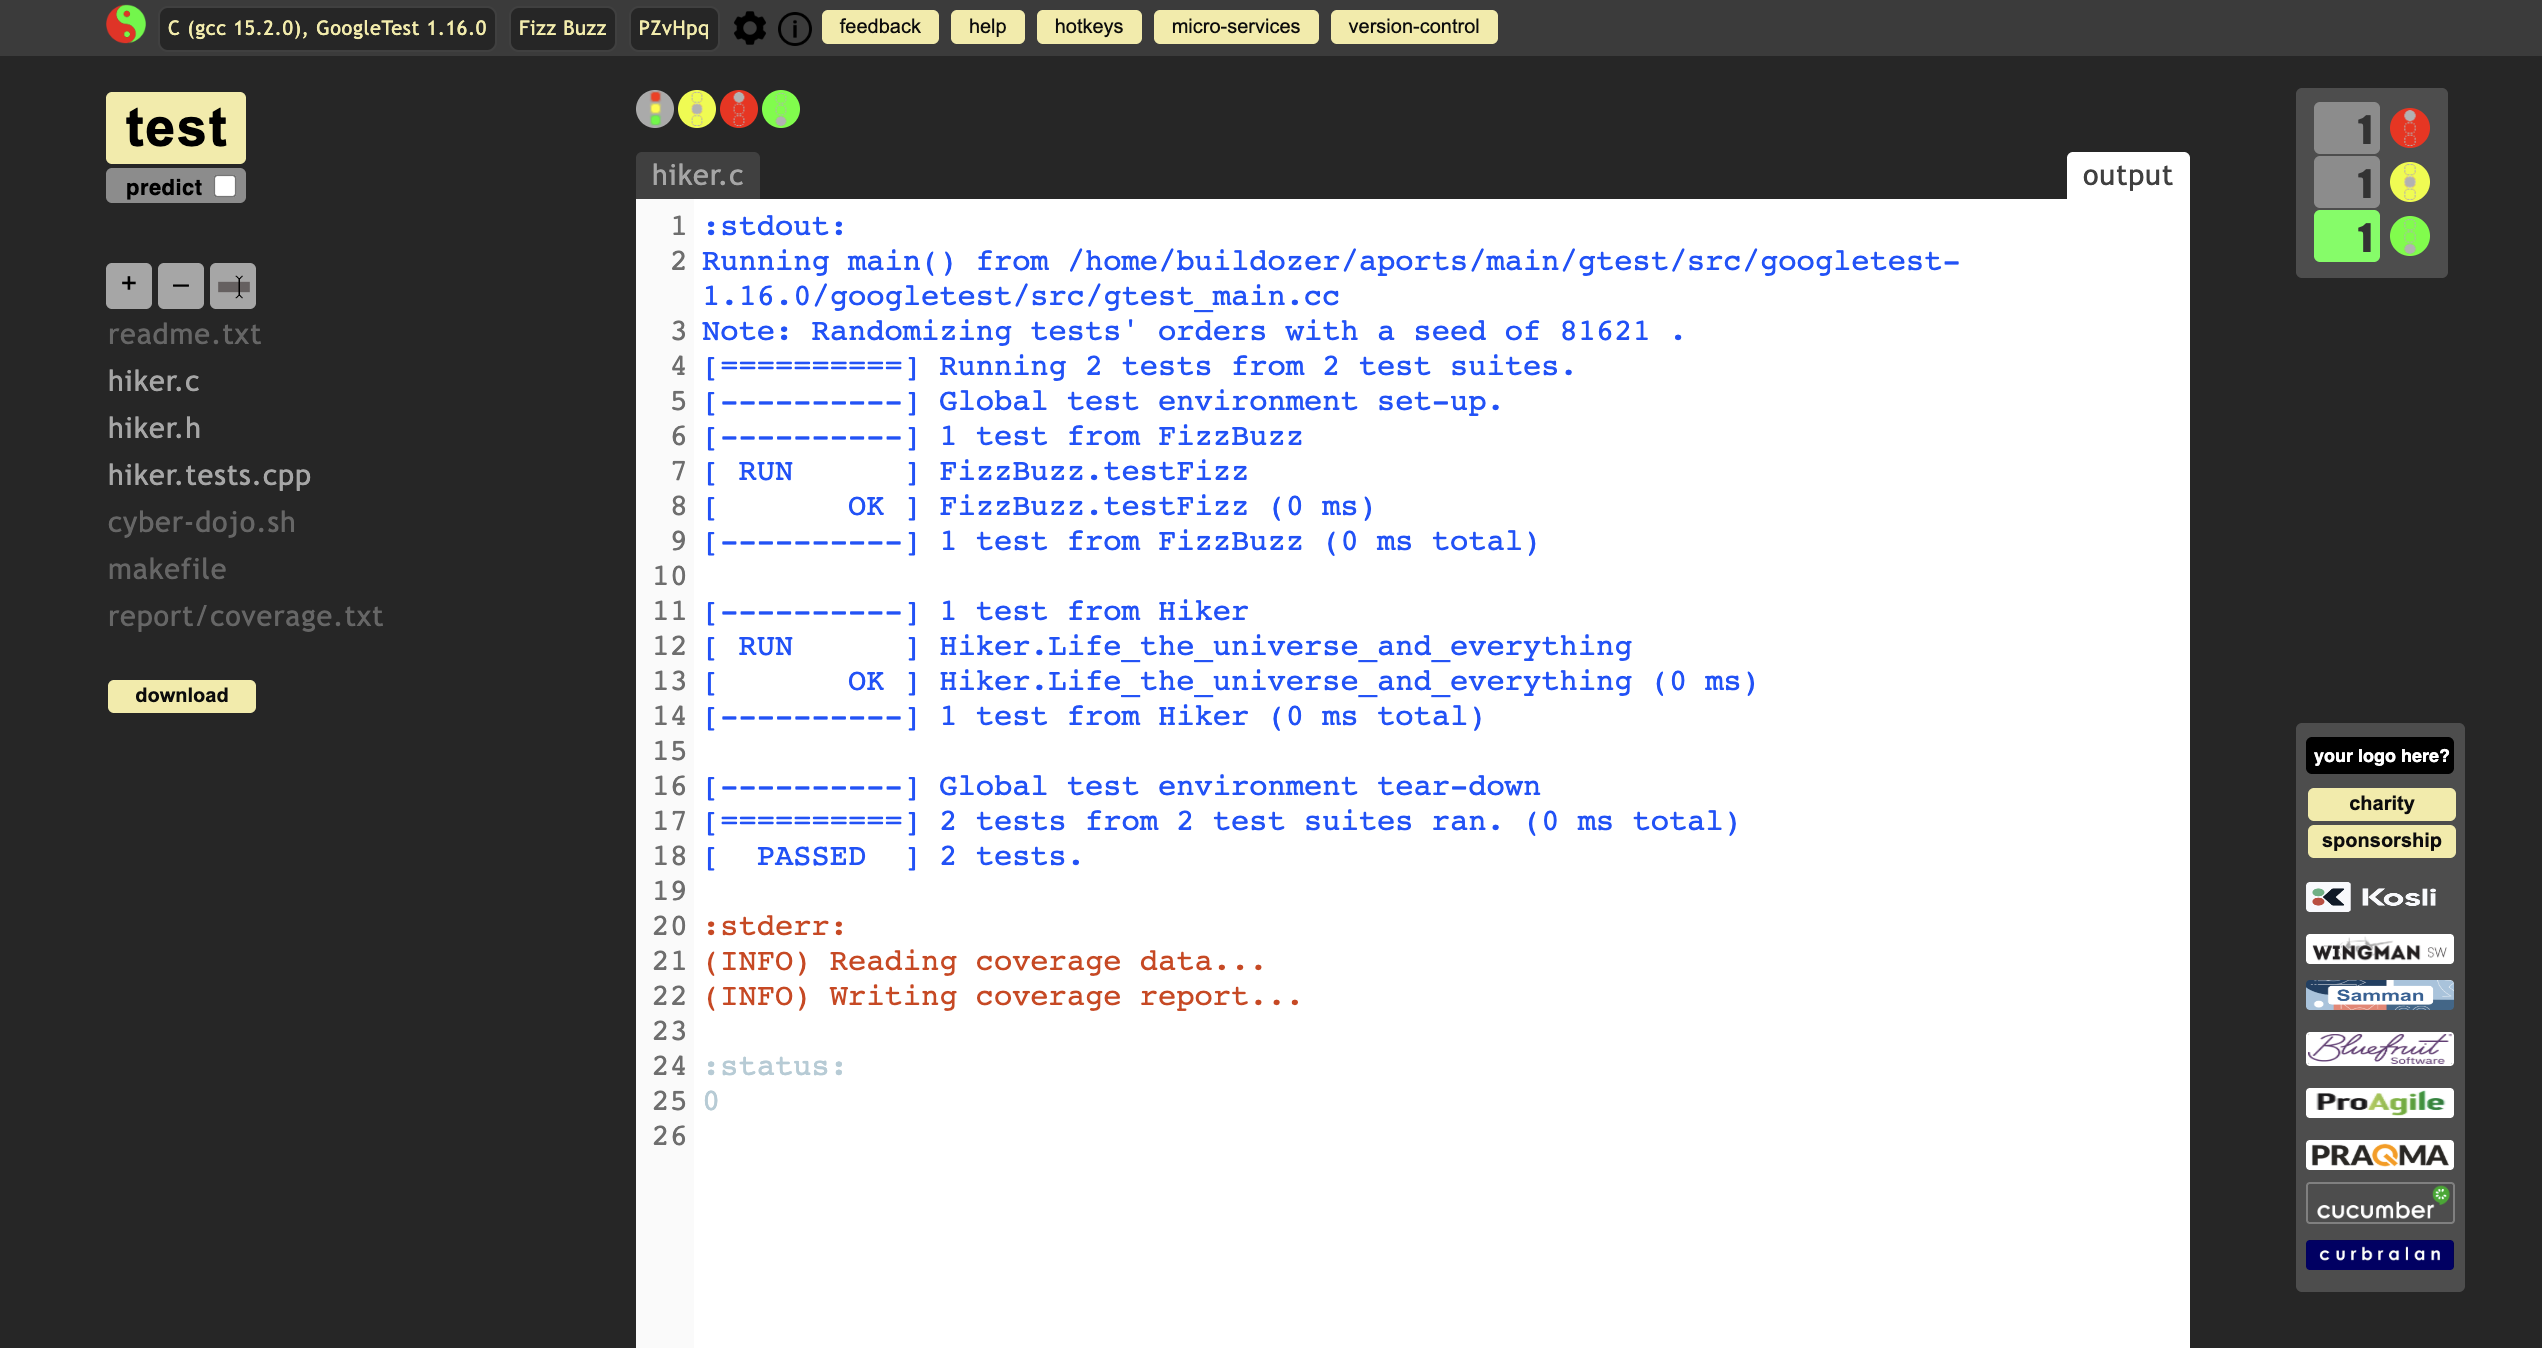 C (gcc 15.2.0), GoogleTest 1.16.0 Fizz Buzz PZvHpq i feedback help hotkeys micro-services version-control
test
predict
+ –
readme.txt
hiker.c
hiker.h
hiker.tests.cpp
cyber-dojo.sh
makefile
report/coverage.txt
download
hiker.c output
1 :stdout:
2 Running main() from /home/buildozer/aports/main/gtest/src/googletest-
1.16.0/googletest/src/gtest_main.cc
3 Note: Randomizing tests' orders with a seed of 81621 .
4 [==========] Running 2 tests from 2 test suites.
5 [----------] Global test environment set-up.
6 [----------] 1 test from FizzBuzz
7 [ RUN      ] FizzBuzz.testFizz
8 [       OK ] FizzBuzz.testFizz (0 ms)
9 [----------] 1 test from FizzBuzz (0 ms total)
10
11 [----------] 1 test from Hiker
12 [ RUN      ] Hiker.Life_the_universe_and_everything
13 [       OK ] Hiker.Life_the_universe_and_everything (0 ms)
14 [----------] 1 test from Hiker (0 ms total)
15
16 [----------] Global test environment tear-down
17 [==========] 2 tests from 2 test suites ran. (0 ms total)
18 [  PASSED  ] 2 tests.
19
20 :stderr:
21 (INFO) Reading coverage data...
22 (INFO) Writing coverage report...
23
24 :status:
25 0
26
1
1
1
your logo here?
charity
sponsorship
Kosli
WINGMAN SW
Samman
Bluefruit Software
ProAgile
PRAQMA
cucumber
curbralan